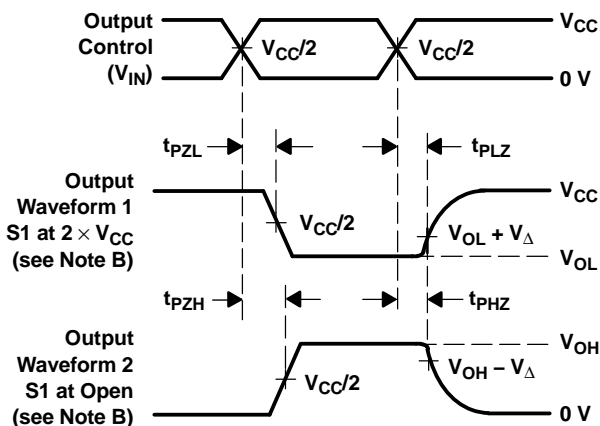 Output
Control
(V_IN)
V_CC/2
V_CC/2
V_CC
0 V
t_PZL
t_PLZ
Output
Waveform 1
S1 at 2 × V_CC
(see Note B)
V_CC/2
V_CC
V_OL + V_Δ
V_OL
t_PZH
t_PHZ
Output
Waveform 2
S1 at Open
(see Note B)
V_CC/2
V_OH
V_OH − V_Δ
0 V